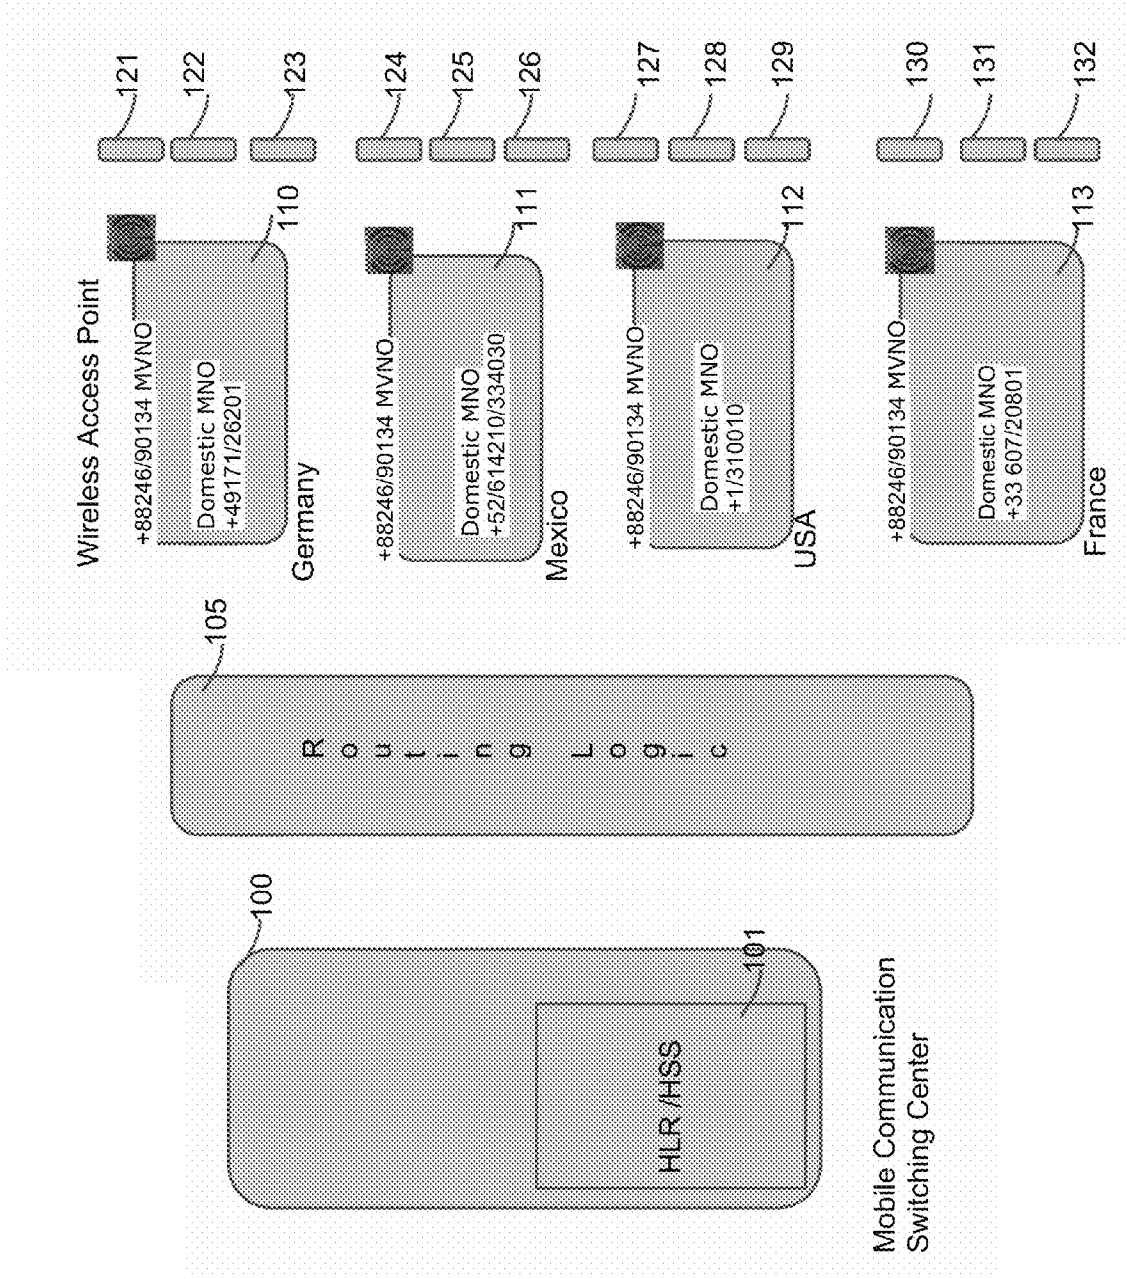 Mobile Communication
Switching Center
100
HLR /HSS
101
Routing Logic
105
Wireless Access Point
+88246/90134 MVNO
Domestic MNO
+49171/26201
Germany
110
121
122
123
+88246/90134 MVNO
Domestic MNO
+52/614210/334030
Mexico
111
124
125
126
+88246/90134 MVNO
Domestic MNO
+1/310010
USA
112
127
128
129
+88246/90134 MVNO
Domestic MNO
+33 607/20801
France
113
130
131
132